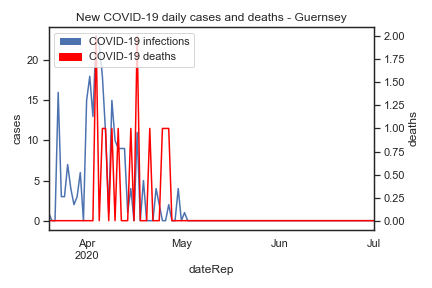 New COVID-19 daily cases and deaths - Guernsey
COVID-19 infections
COVID-19 deaths
cases
20
15
10
5
0
deaths
2.00
1.75
1.50
1.25
1.00
0.75
0.50
0.25
0.00
Apr
2020
May
Jun
Jul
dateRep